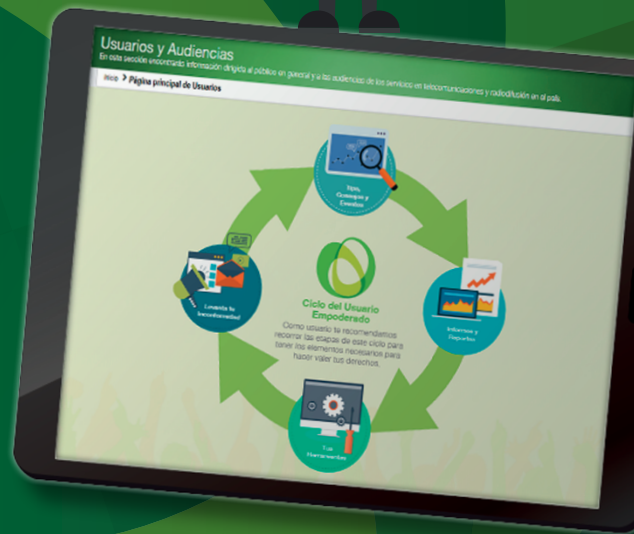 Usuarios y Audiencias
En esta sección encontrarás información dirigida al público en general y a las audiencias de los servicios en telecomunicaciones y radiodifusión en el país.
Inicio > Página principal de Usuarios
Tips,
Consejos y
Estudios
Informes y
Reportes
Tus
Herramientas
Levanta tu
Inconformidad
Ciclo del Usuario
Empoderado
Como usuario te recomendamos
recorrer las etapas de este ciclo para
tener los elementos necesarios para
hacer valer tus derechos.